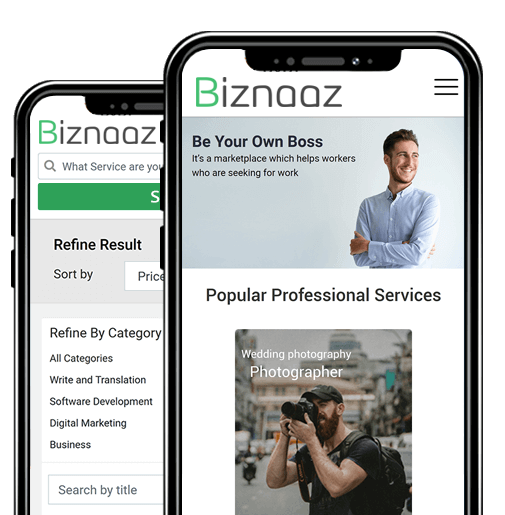 Biznaaz
What Service are you
S
Refine Result
Sort by
Price
Refine By Category
All Categories
Write and Translation
Software Development
Digital Marketing
Business
Search by title
Biznaaz
Be Your Own Boss
It's a marketplace which helps workers
who are seeking for work
Popular Professional Services
Wedding photography
Photographer